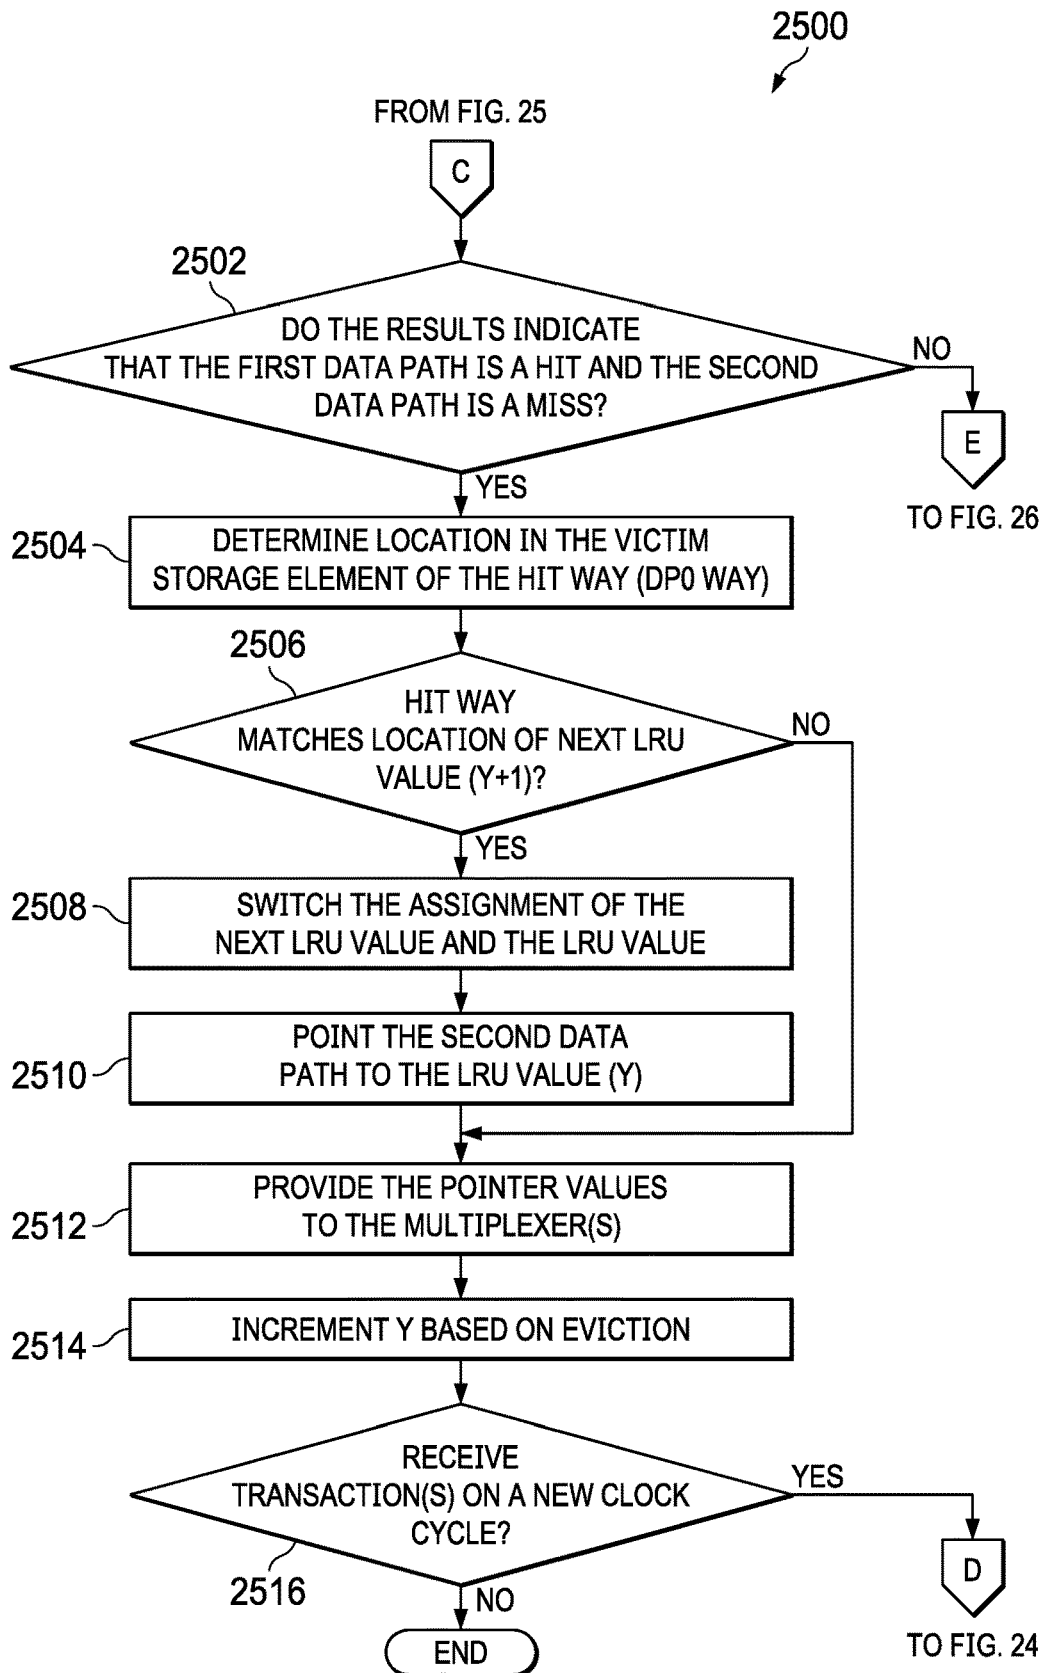 2500
FROM FIG. 25
C
2502
DO THE RESULTS INDICATE
THAT THE FIRST DATA PATH IS A HIT AND THE SECOND
DATA PATH IS A MISS?
NO
E
TO FIG. 26
YES
2504
DETERMINE LOCATION IN THE VICTIM
STORAGE ELEMENT OF THE HIT WAY (DP0 WAY)
2506
HIT WAY
MATCHES LOCATION OF NEXT LRU
VALUE (Y+1)?
NO
YES
2508
SWITCH THE ASSIGNMENT OF THE
NEXT LRU VALUE AND THE LRU VALUE
2510
POINT THE SECOND DATA
PATH TO THE LRU VALUE (Y)
2512
PROVIDE THE POINTER VALUES
TO THE MULTIPLEXER(S)
2514
INCREMENT Y BASED ON EVICTION
RECEIVE
TRANSACTION(S) ON A NEW CLOCK
CYCLE?
YES
2516
D
TO FIG. 24
NO
END